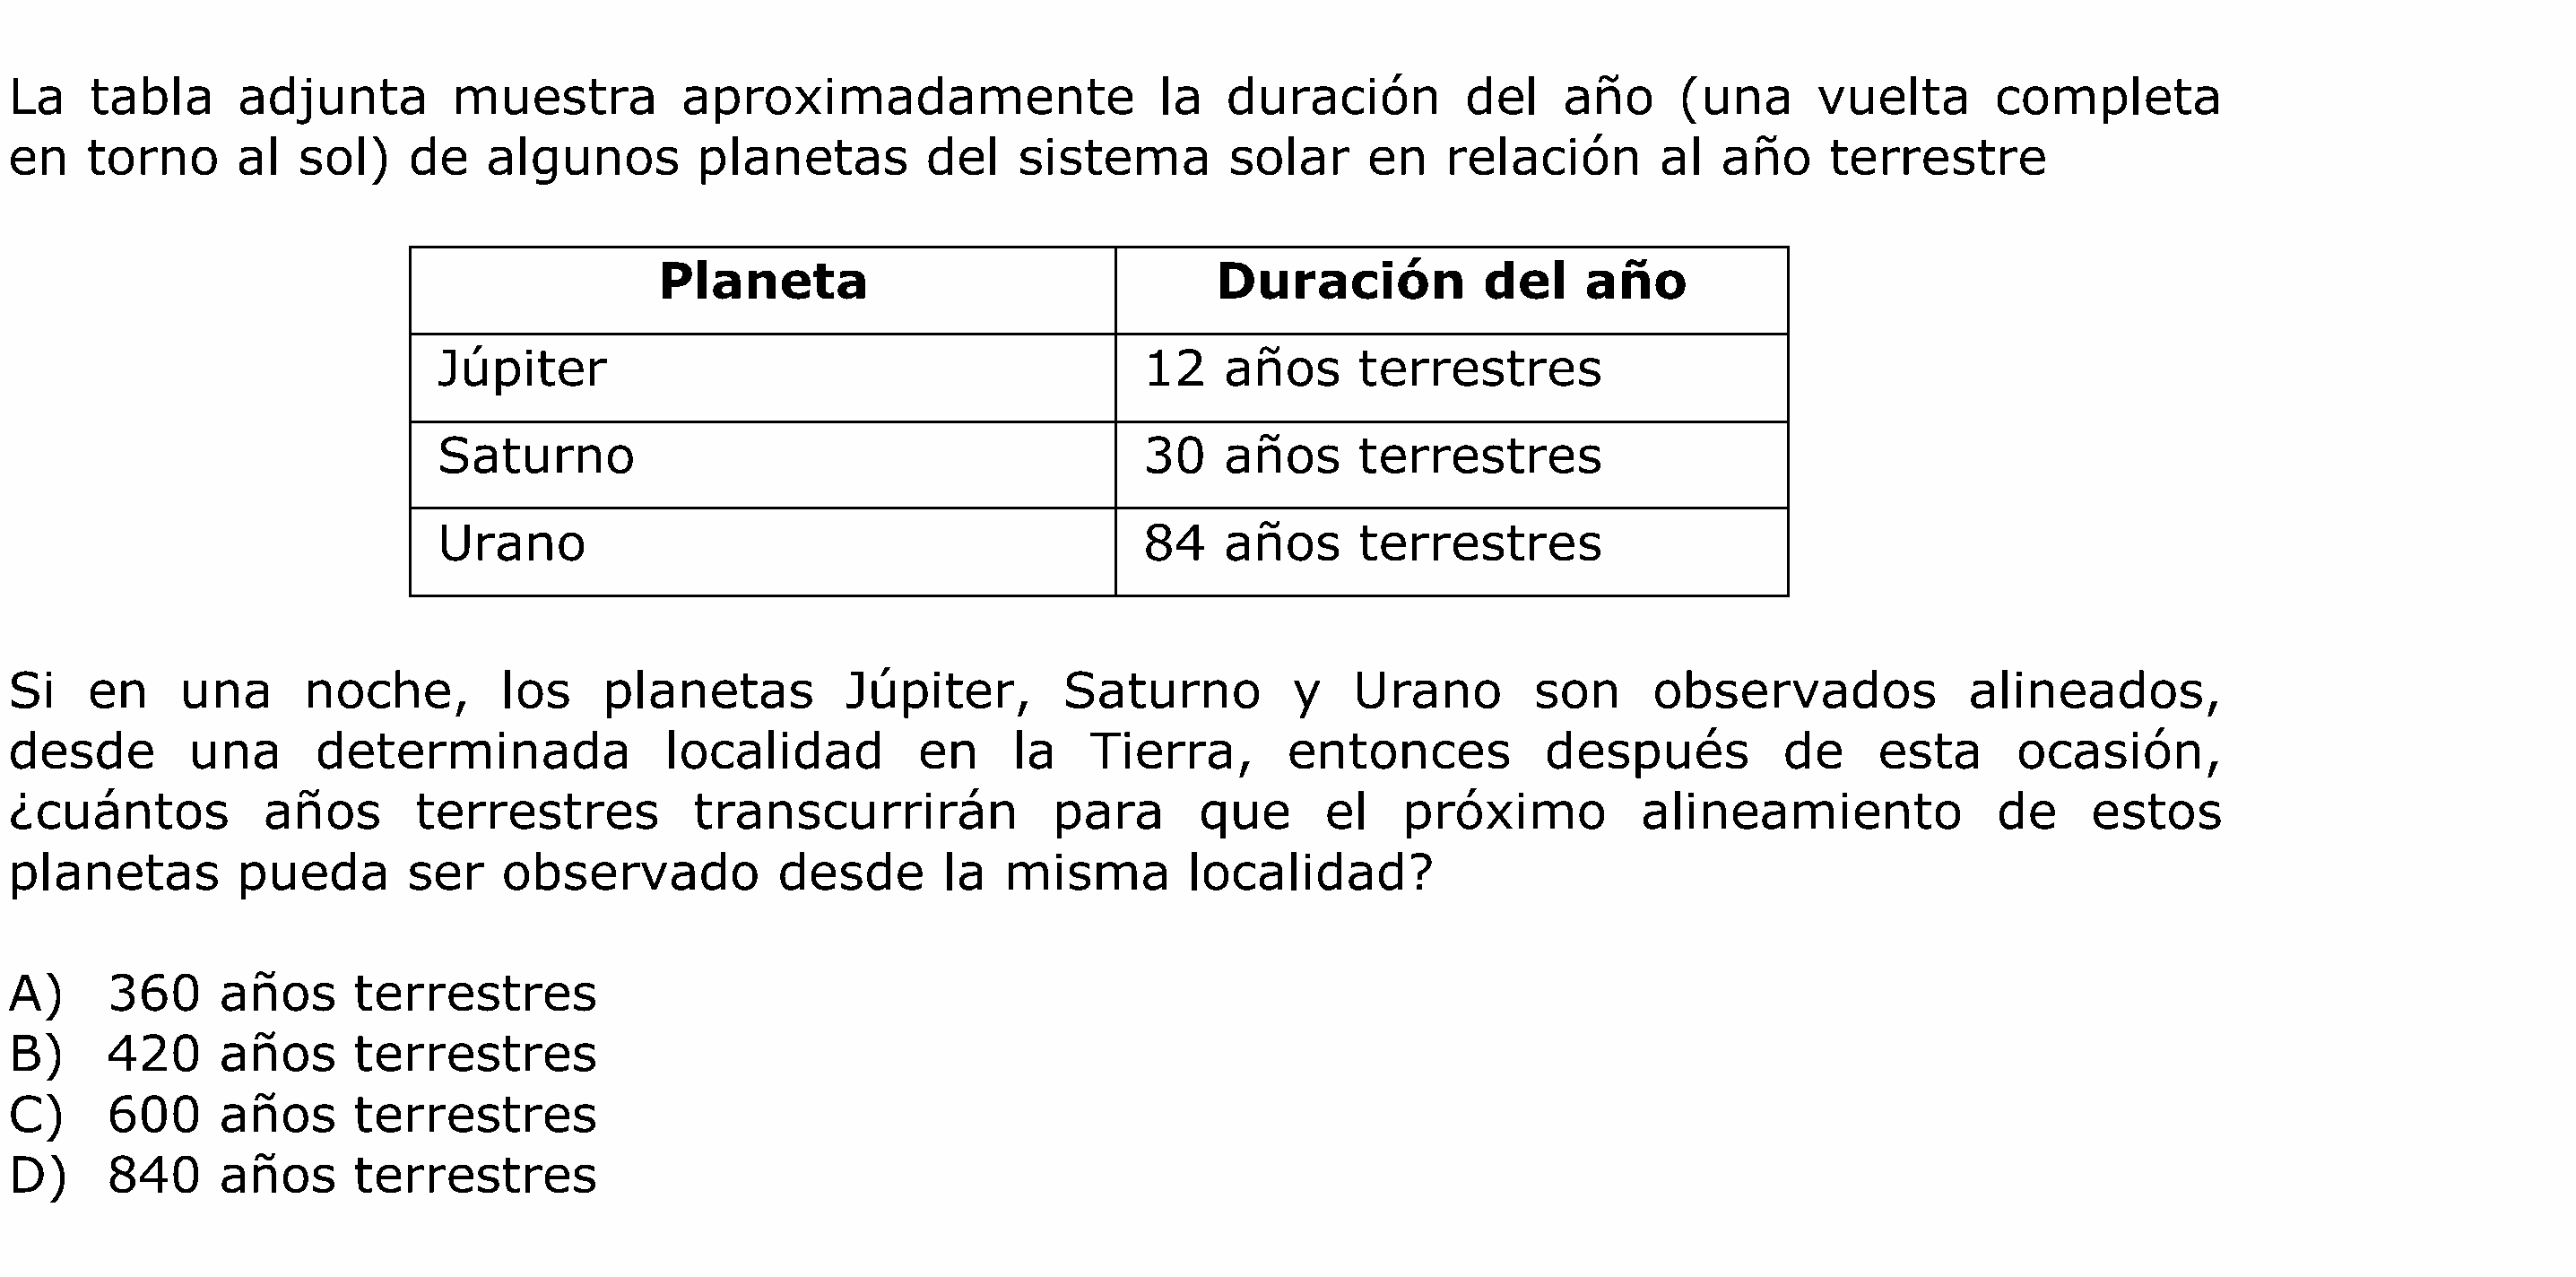 La tabla adjunta muestra aproximadamente la duración del año (una vuelta completa
en torno al sol) de algunos planetas del sistema solar en relación al año terrestre
Planeta Duración del año
Júpiter 12 años terrestres
Saturno 30 años terrestres
Urano 84 años terrestres
Si en una noche, los planetas Júpiter, Saturno y Urano son observados alineados,
desde una determinada localidad en la Tierra, entonces después de esta ocasión,
¿cuántos años terrestres transcurrirán para que el próximo alineamiento de estos
planetas pueda ser observado desde la misma localidad?
A) 360 años terrestres
B) 420 años terrestres
C) 600 años terrestres
D) 840 años terrestres